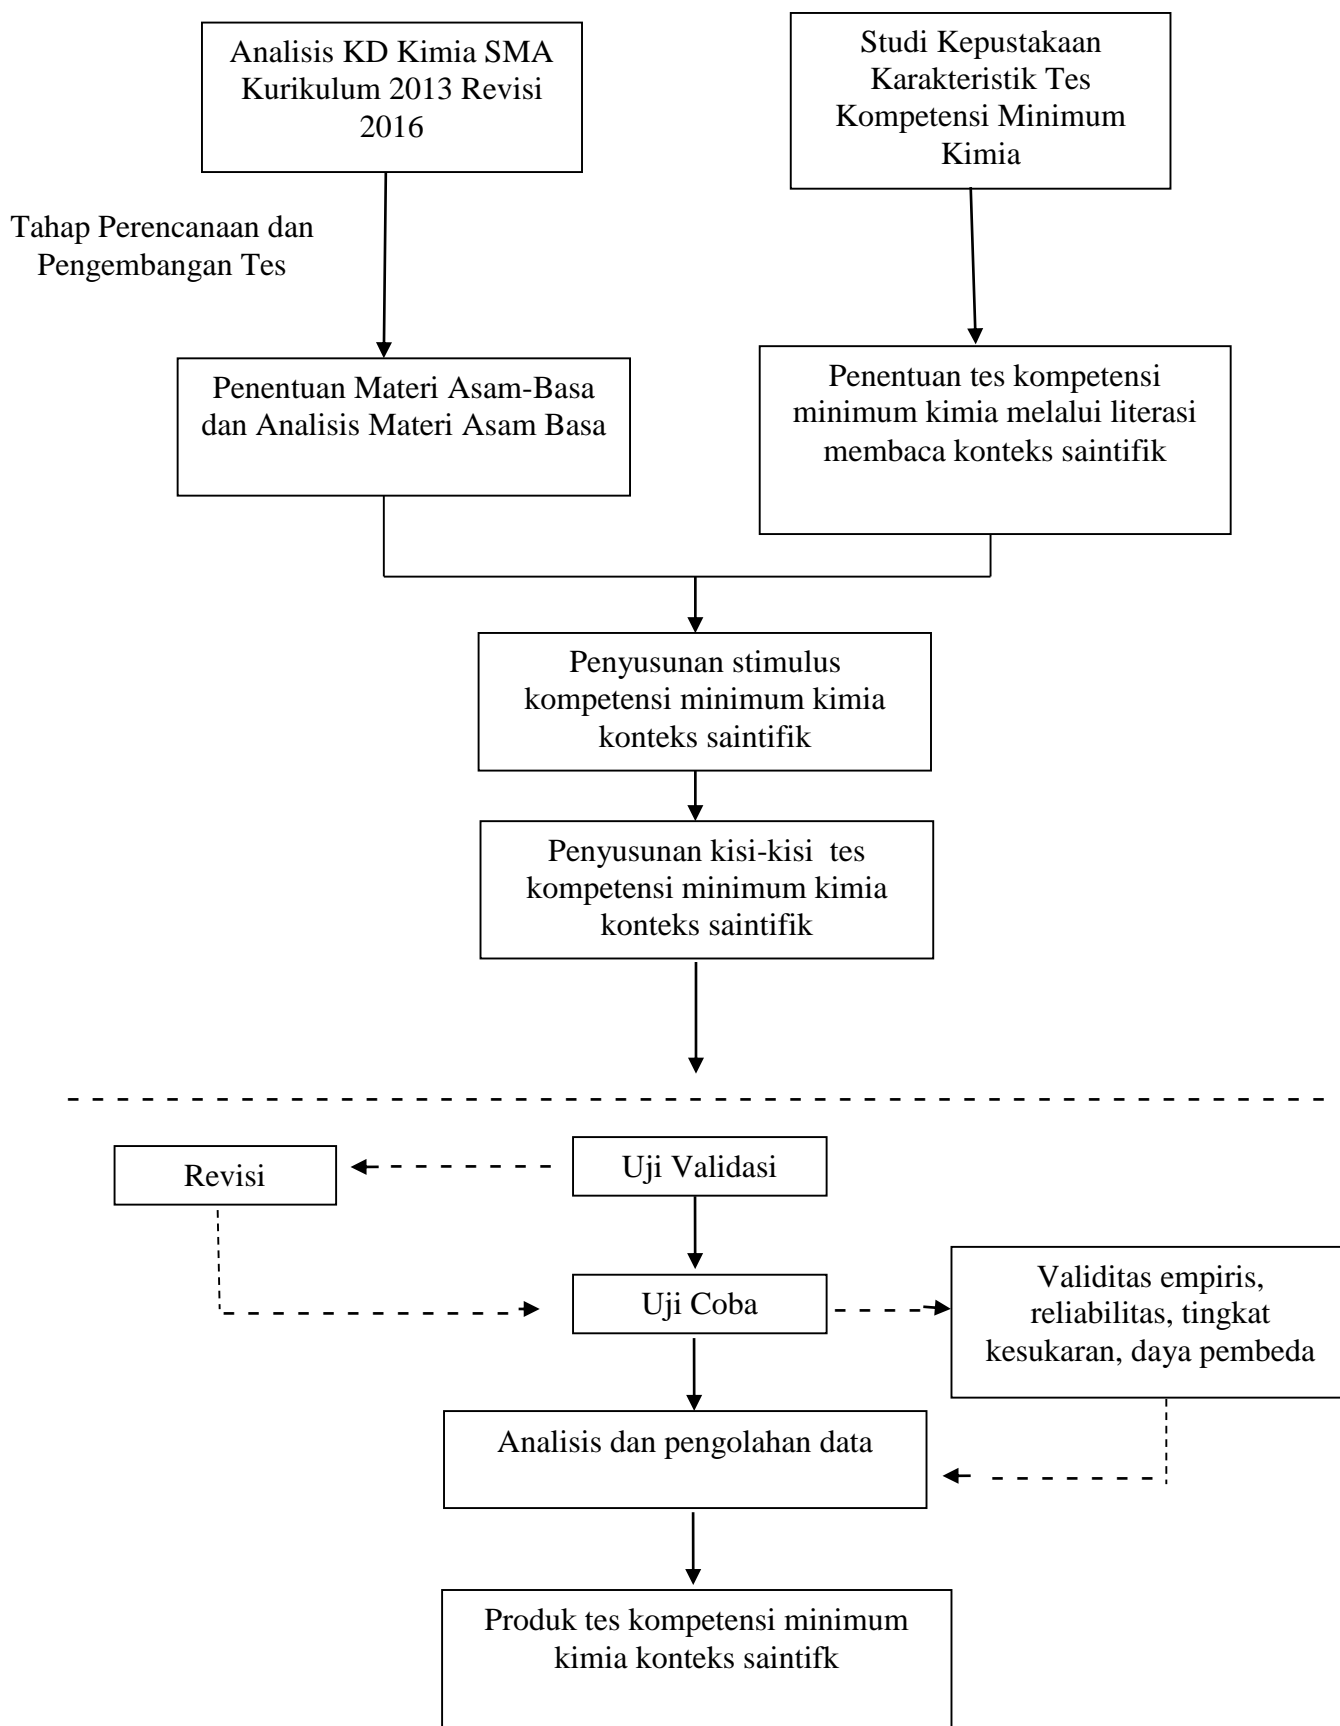 Analisis KD Kimia SMA
Kurikulum 2013 Revisi
2016
Studi Kepustakaan
Karakteristik Tes
Kompetensi Minimum
Kimia
Tahap Perencanaan dan
Pengembangan Tes
Penentuan Materi Asam-Basa
dan Analisis Materi Asam Basa
Penentuan tes kompetensi
minimum kimia melalui literasi
membaca konteks saintifik
Penyusunan stimulus
kompetensi minimum kimia
konteks saintifik
Penyusunan kisi-kisi tes
kompetensi minimum kimia
konteks saintifik
Revisi
Uji Validasi
Uji Coba
Validitas empiris,
reliabilitas, tingkat
kesukaran, daya pembeda
Analisis dan pengolahan data
Produk tes kompetensi minimum
kimia konteks saintifk